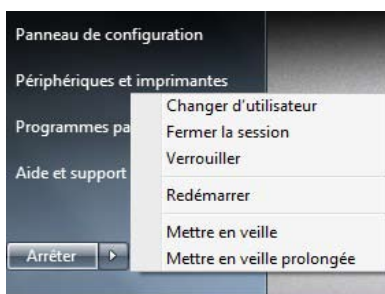 Panneau de configuration
Périphériques et imprimantes
Changer d'utilisateur
Programmes pa
Fermer la session
Verrouiller
Aide et support
Redémarrer
Mettre en veille
Arrêter
Mettre en veille prolongée